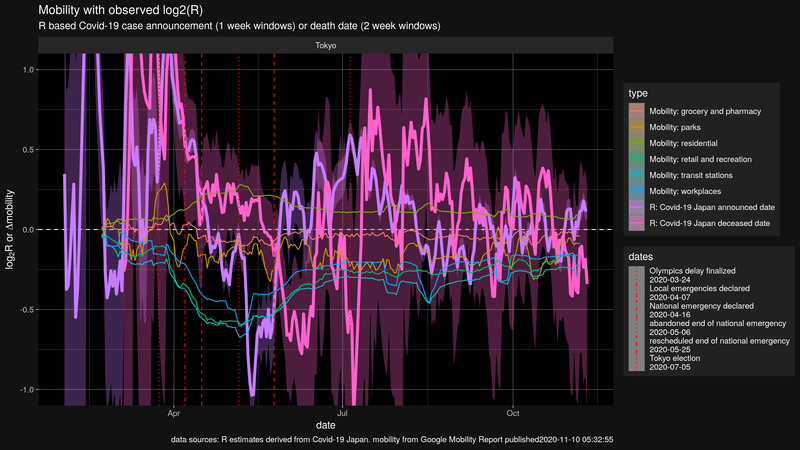 Mobility with observed log2(R)
R based Covid-19 case announcement (1 week windows) or death date (2 week windows)
Tokyo
1.0
0.5
0.0
-0.5
-1.0
log2R or Δmobility
Apr
Jul
Oct
date
type
Mobility: grocery and pharmacy
Mobility: parks
Mobility: residential
Mobility: retail and recreation
Mobility: transit stations
Mobility: workplaces
R: Covid-19 Japan announced date
R: Covid-19 Japan deceased date
dates
Olympics delay finalized
2020-03-24
Local emergencies declared
2020-04-07
National emergency declared
2020-04-16
abandoned end of national emergency
2020-05-06
rescheduled end of national emergency
2020-05-25
Tokyo election
2020-07-05
data sources: R estimates derived from Covid-19 Japan. mobility from Google Mobility Report published2020-11-10 05:32:55